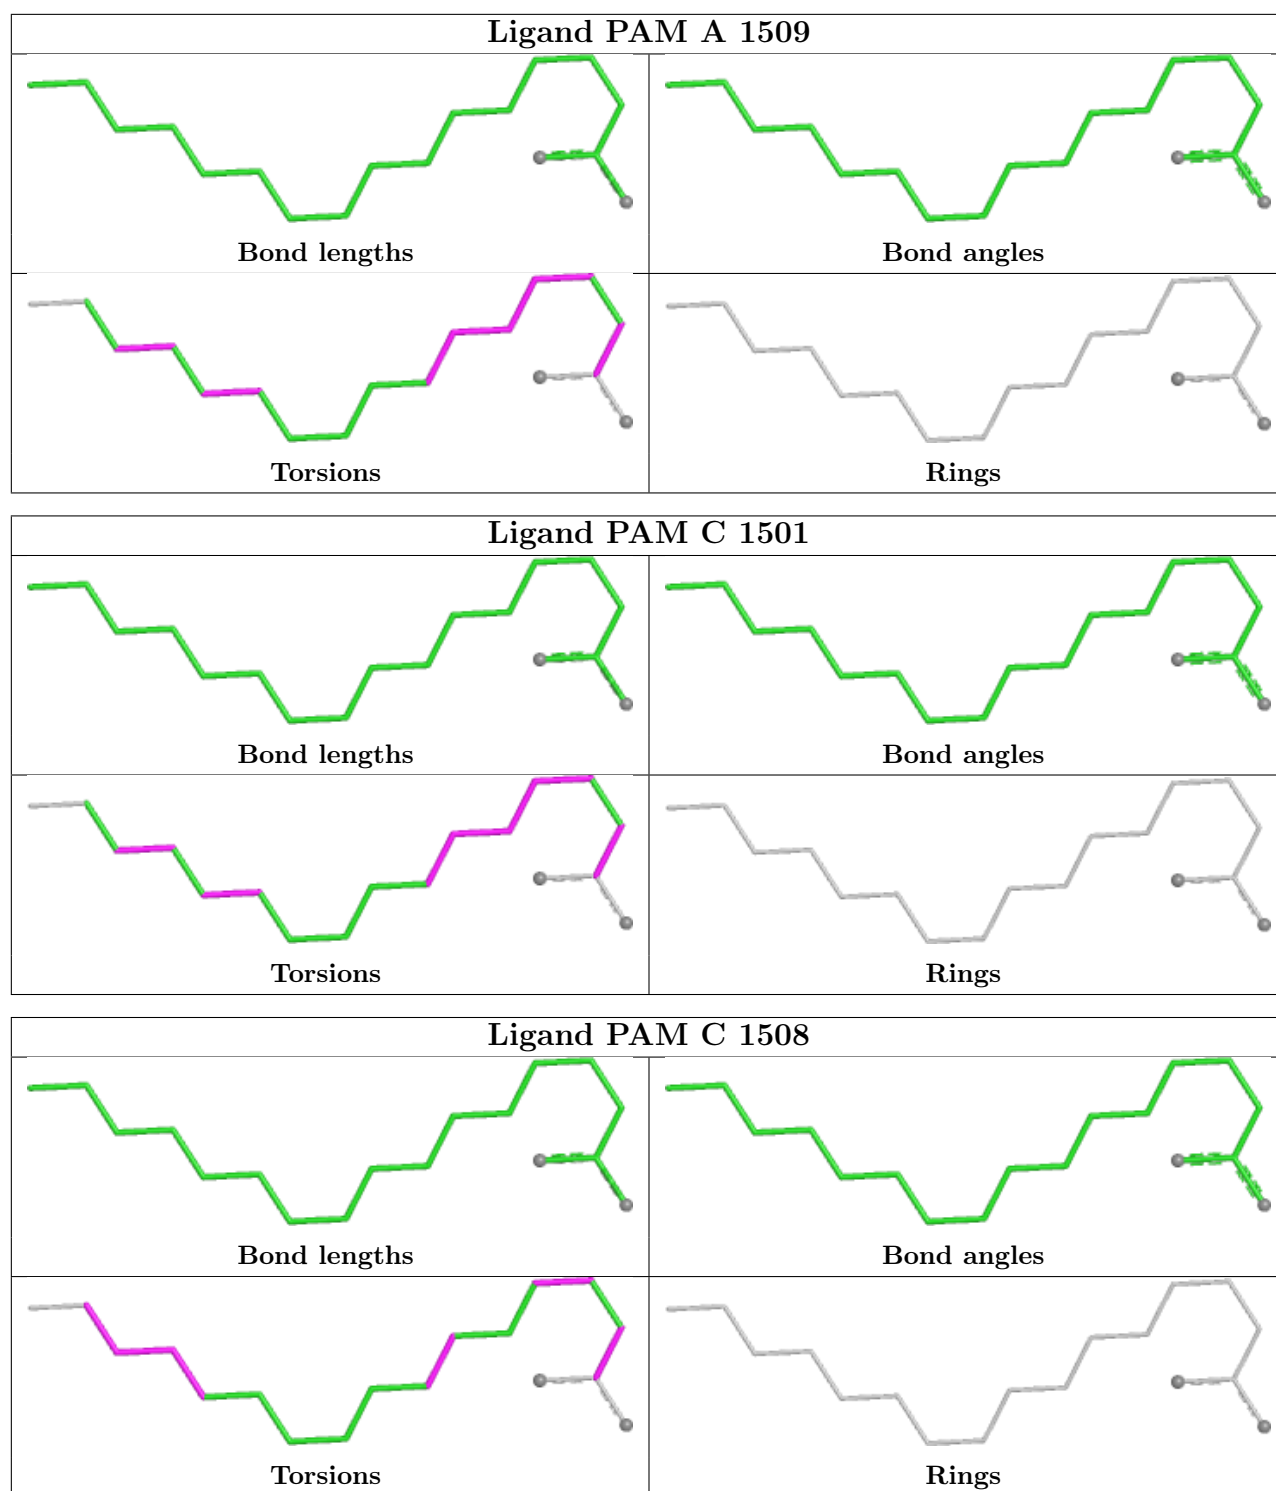 Ligand PAM A 1509
Bond lengths
Bond angles
Torsions
Rings
Ligand PAM C 1501
Bond lengths
Bond angles
Torsions
Rings
Ligand PAM C 1508
Bond lengths
Bond angles
Torsions
Rings